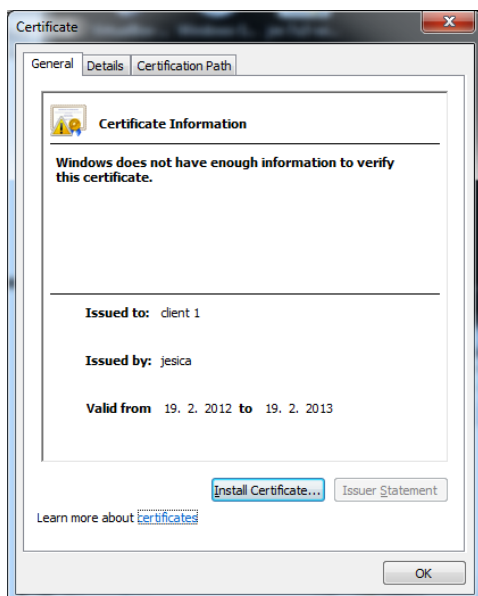 Certificate
General Details Certification Path
Certificate Information
Windows does not have enough information to verify
this certificate.
Issued to: client 1
Issued by: jesica
Valid from 19. 2. 2012 to 19. 2. 2013
Install Certificate... Issuer Statement
Learn more about certificates
OK